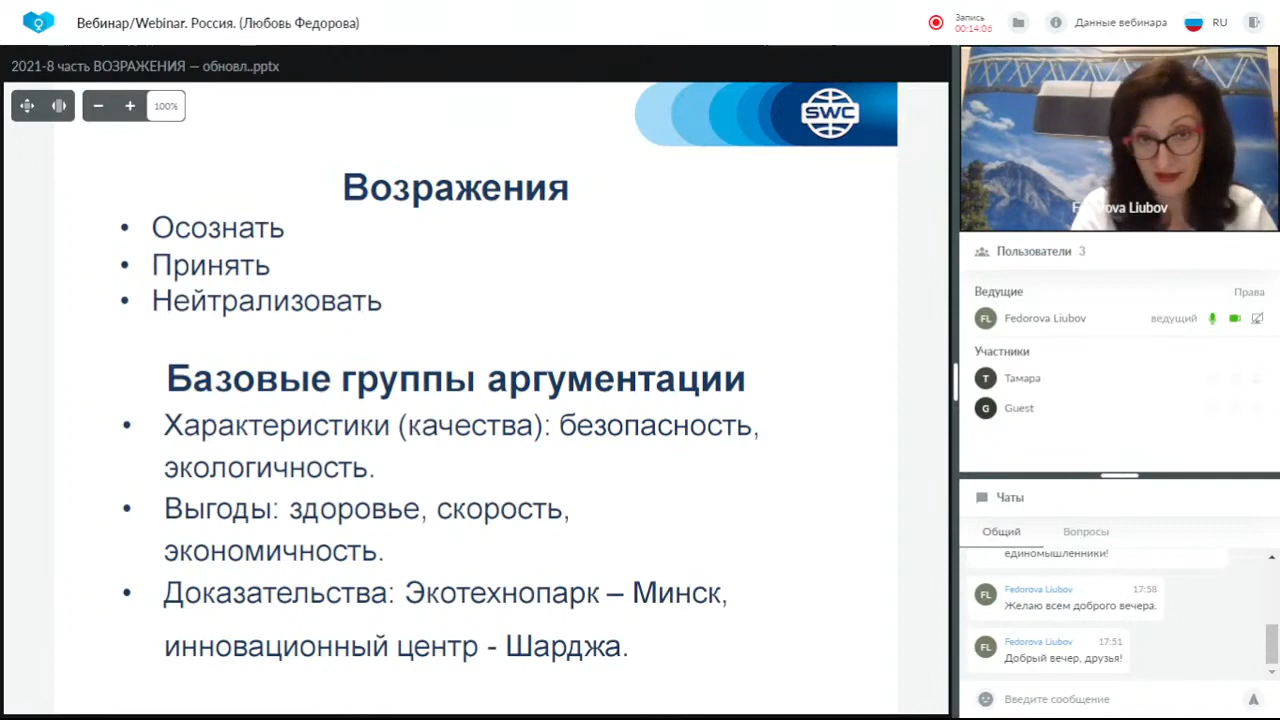 Вебинар/Webinar. Россия. (Любовь Федорова)
Запись
00:14:06
Данные вебинара
RU
2021-8 часть ВОЗРАЖЕНИЯ — обновл..pptx
100%
SWC
Возражения
• Осознать
• Принять
• Нейтрализовать
Базовые группы аргументации
• Характеристики (качества): безопасность,
экологичность.
• Выгоды: здоровье, скорость,
экономичность.
• Доказательства: Экотехнопарк – Минск,
инновационный центр - Шарджа.
Fedorova Liubov
Пользователи 3
Ведущие Права
FL Fedorova Liubov ведущий
Участники
T Тамара
G Guest
Чаты
Общий Вопросы
единомышленники!
FL Fedorova Liubov 17:58
Желаю всем доброго вечера.
FL Fedorova Liubov 17:51
Добрый вечер, друзья!
Введите сообщение